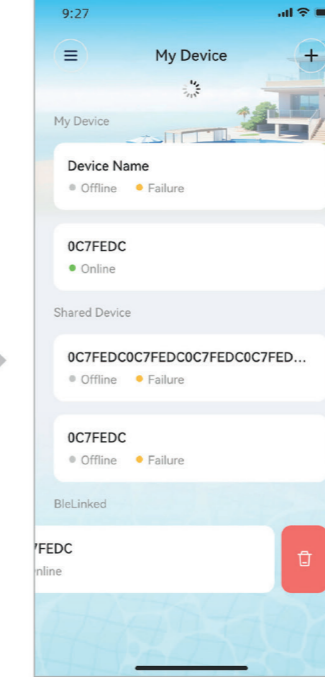 9:27
My Device
My Device
Device Name
Offline Failure
0C7FEDC
Online
Shared Device
0C7FEDC0C7FEDC0C7FEDC0C7FED...
Offline Failure
0C7FEDC
Offline Failure
BleLinked
7FEDC
nline